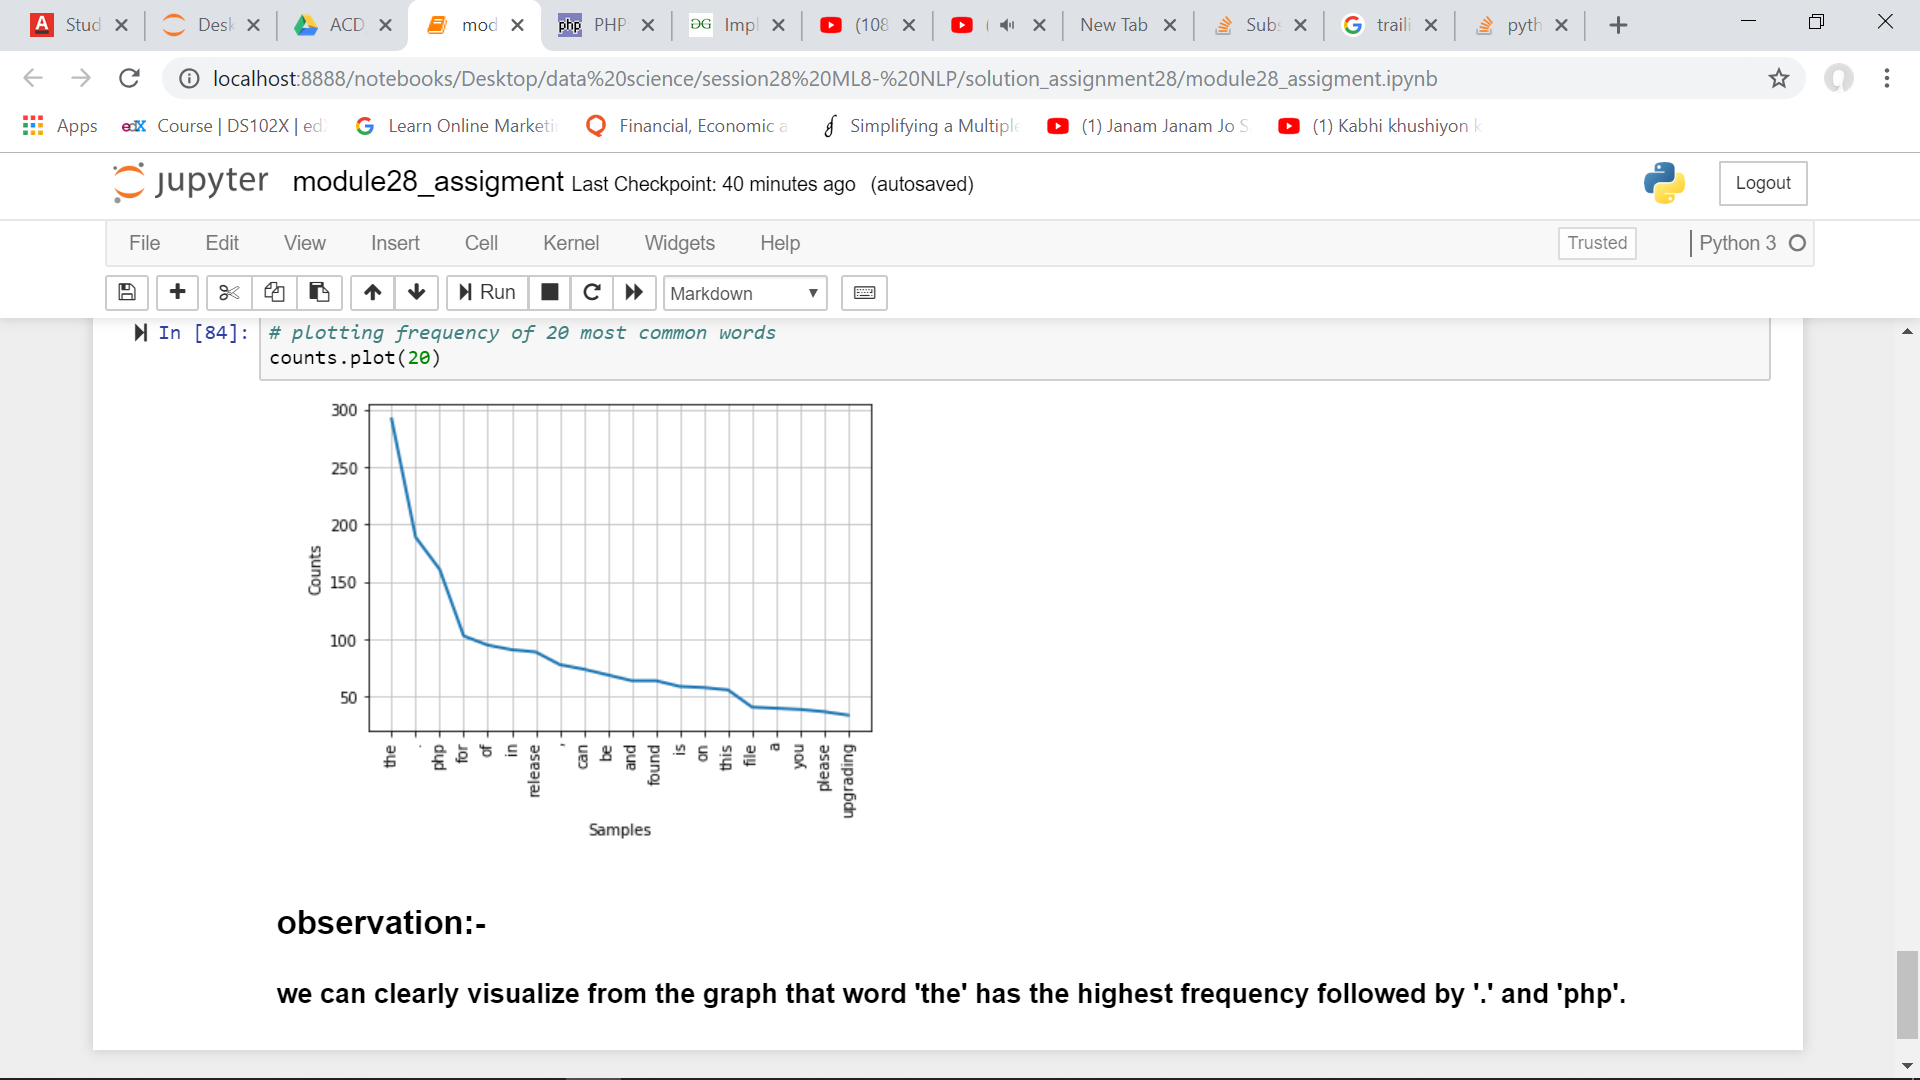 Stud
Desk
ACD
mod
php PHP
ƏG Impl
(108
(
New Tab
Subs
traili
pyth
localhost:8888/notebooks/Desktop/data%20science/session28%20ML8-%20NLP/solution_assignment28/module28_assigment.ipynb
Apps
edX Course | DS102X | ed
Learn Online Marketi
Financial, Economic a
Simplifying a Multiple
(1) Janam Janam Jo S
(1) Kabhi khushiyon k
jupyter module28_assigment Last Checkpoint: 40 minutes ago (autosaved)
Logout
File Edit View Insert Cell Kernel Widgets Help
Trusted
Python 3
Run
Markdown
In [84]: # plotting frequency of 20 most common words
counts.plot(20)
300
250
200
150
100
50
Counts
the
.
php
for
of
in
release
,
can
be
and
found
is
on
this
file
a
you
please
upgrading
Samples
observation:-
we can clearly visualize from the graph that word 'the' has the highest frequency followed by '.' and 'php'.